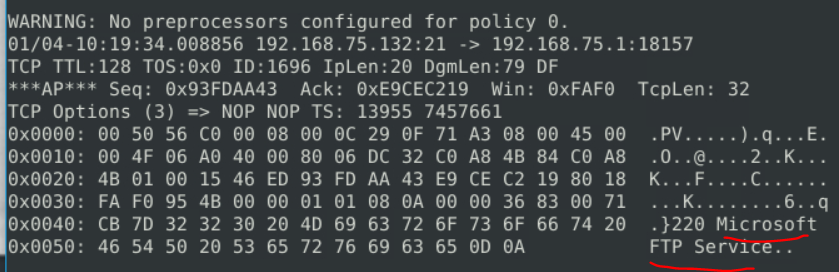 WARNING: No preprocessors configured for policy 0.
01/04-10:19:34.008856 192.168.75.132:21 -> 192.168.75.1:18157
TCP TTL:128 TOS:0x0 ID:1696 IpLen:20 DgmLen:79 DF
***AP*** Seq: 0x93FDAA43  Ack: 0xE9CEC219  Win: 0xFAF0  TcpLen: 32
TCP Options (3) => NOP NOP TS: 13955 7457661
0x0000: 00 50 56 C0 00 08 00 0C 29 0F 71 A3 08 00 45 00  .PV.....).q...E.
0x0010: 00 4F 06 A0 40 00 80 06 DC 32 C0 A8 4B 84 C0 A8  .O..@....2..K...
0x0020: 4B 01 00 15 46 ED 93 FD AA 43 E9 CE C2 19 80 18  K...F....C......
0x0030: FA F0 95 4B 00 00 01 01 08 0A 00 00 36 83 00 71  ...K........6..q
0x0040: CB 7D 32 32 30 20 4D 69 63 72 6F 73 6F 66 74 20  .}220 Microsoft
0x0050: 46 54 50 20 53 65 72 76 69 63 65 0D 0A  FTP Service..